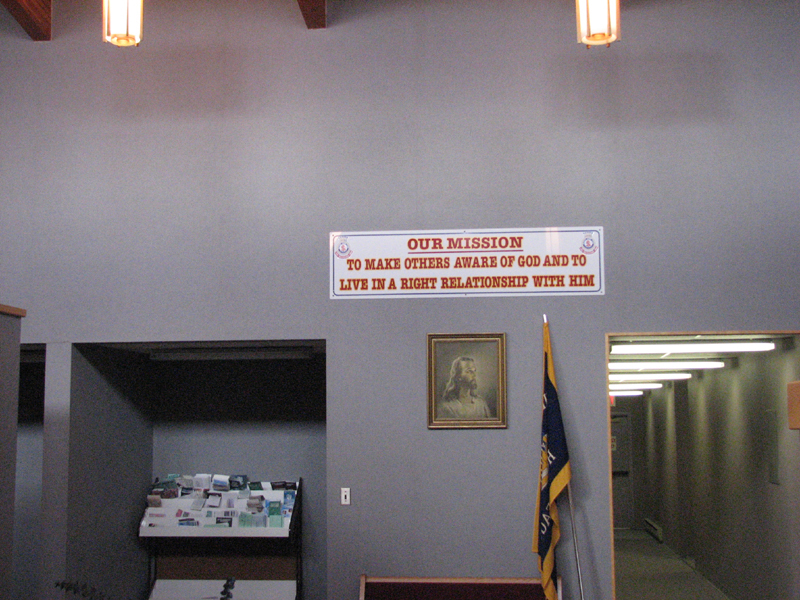 OUR MISSION
TO MAKE OTHERS AWARE OF GOD AND TO
LIVE IN A RIGHT RELATIONSHIP WITH HIM